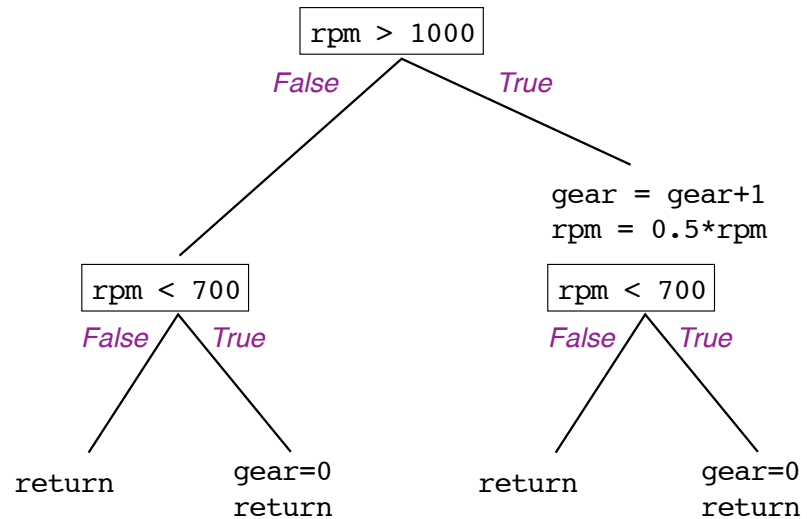 rpm > 1000
False
True
gear = gear+1
rpm = 0.5*rpm
rpm < 700
rpm < 700
False
True
False
True
return
gear=0
return
return
gear=0
return